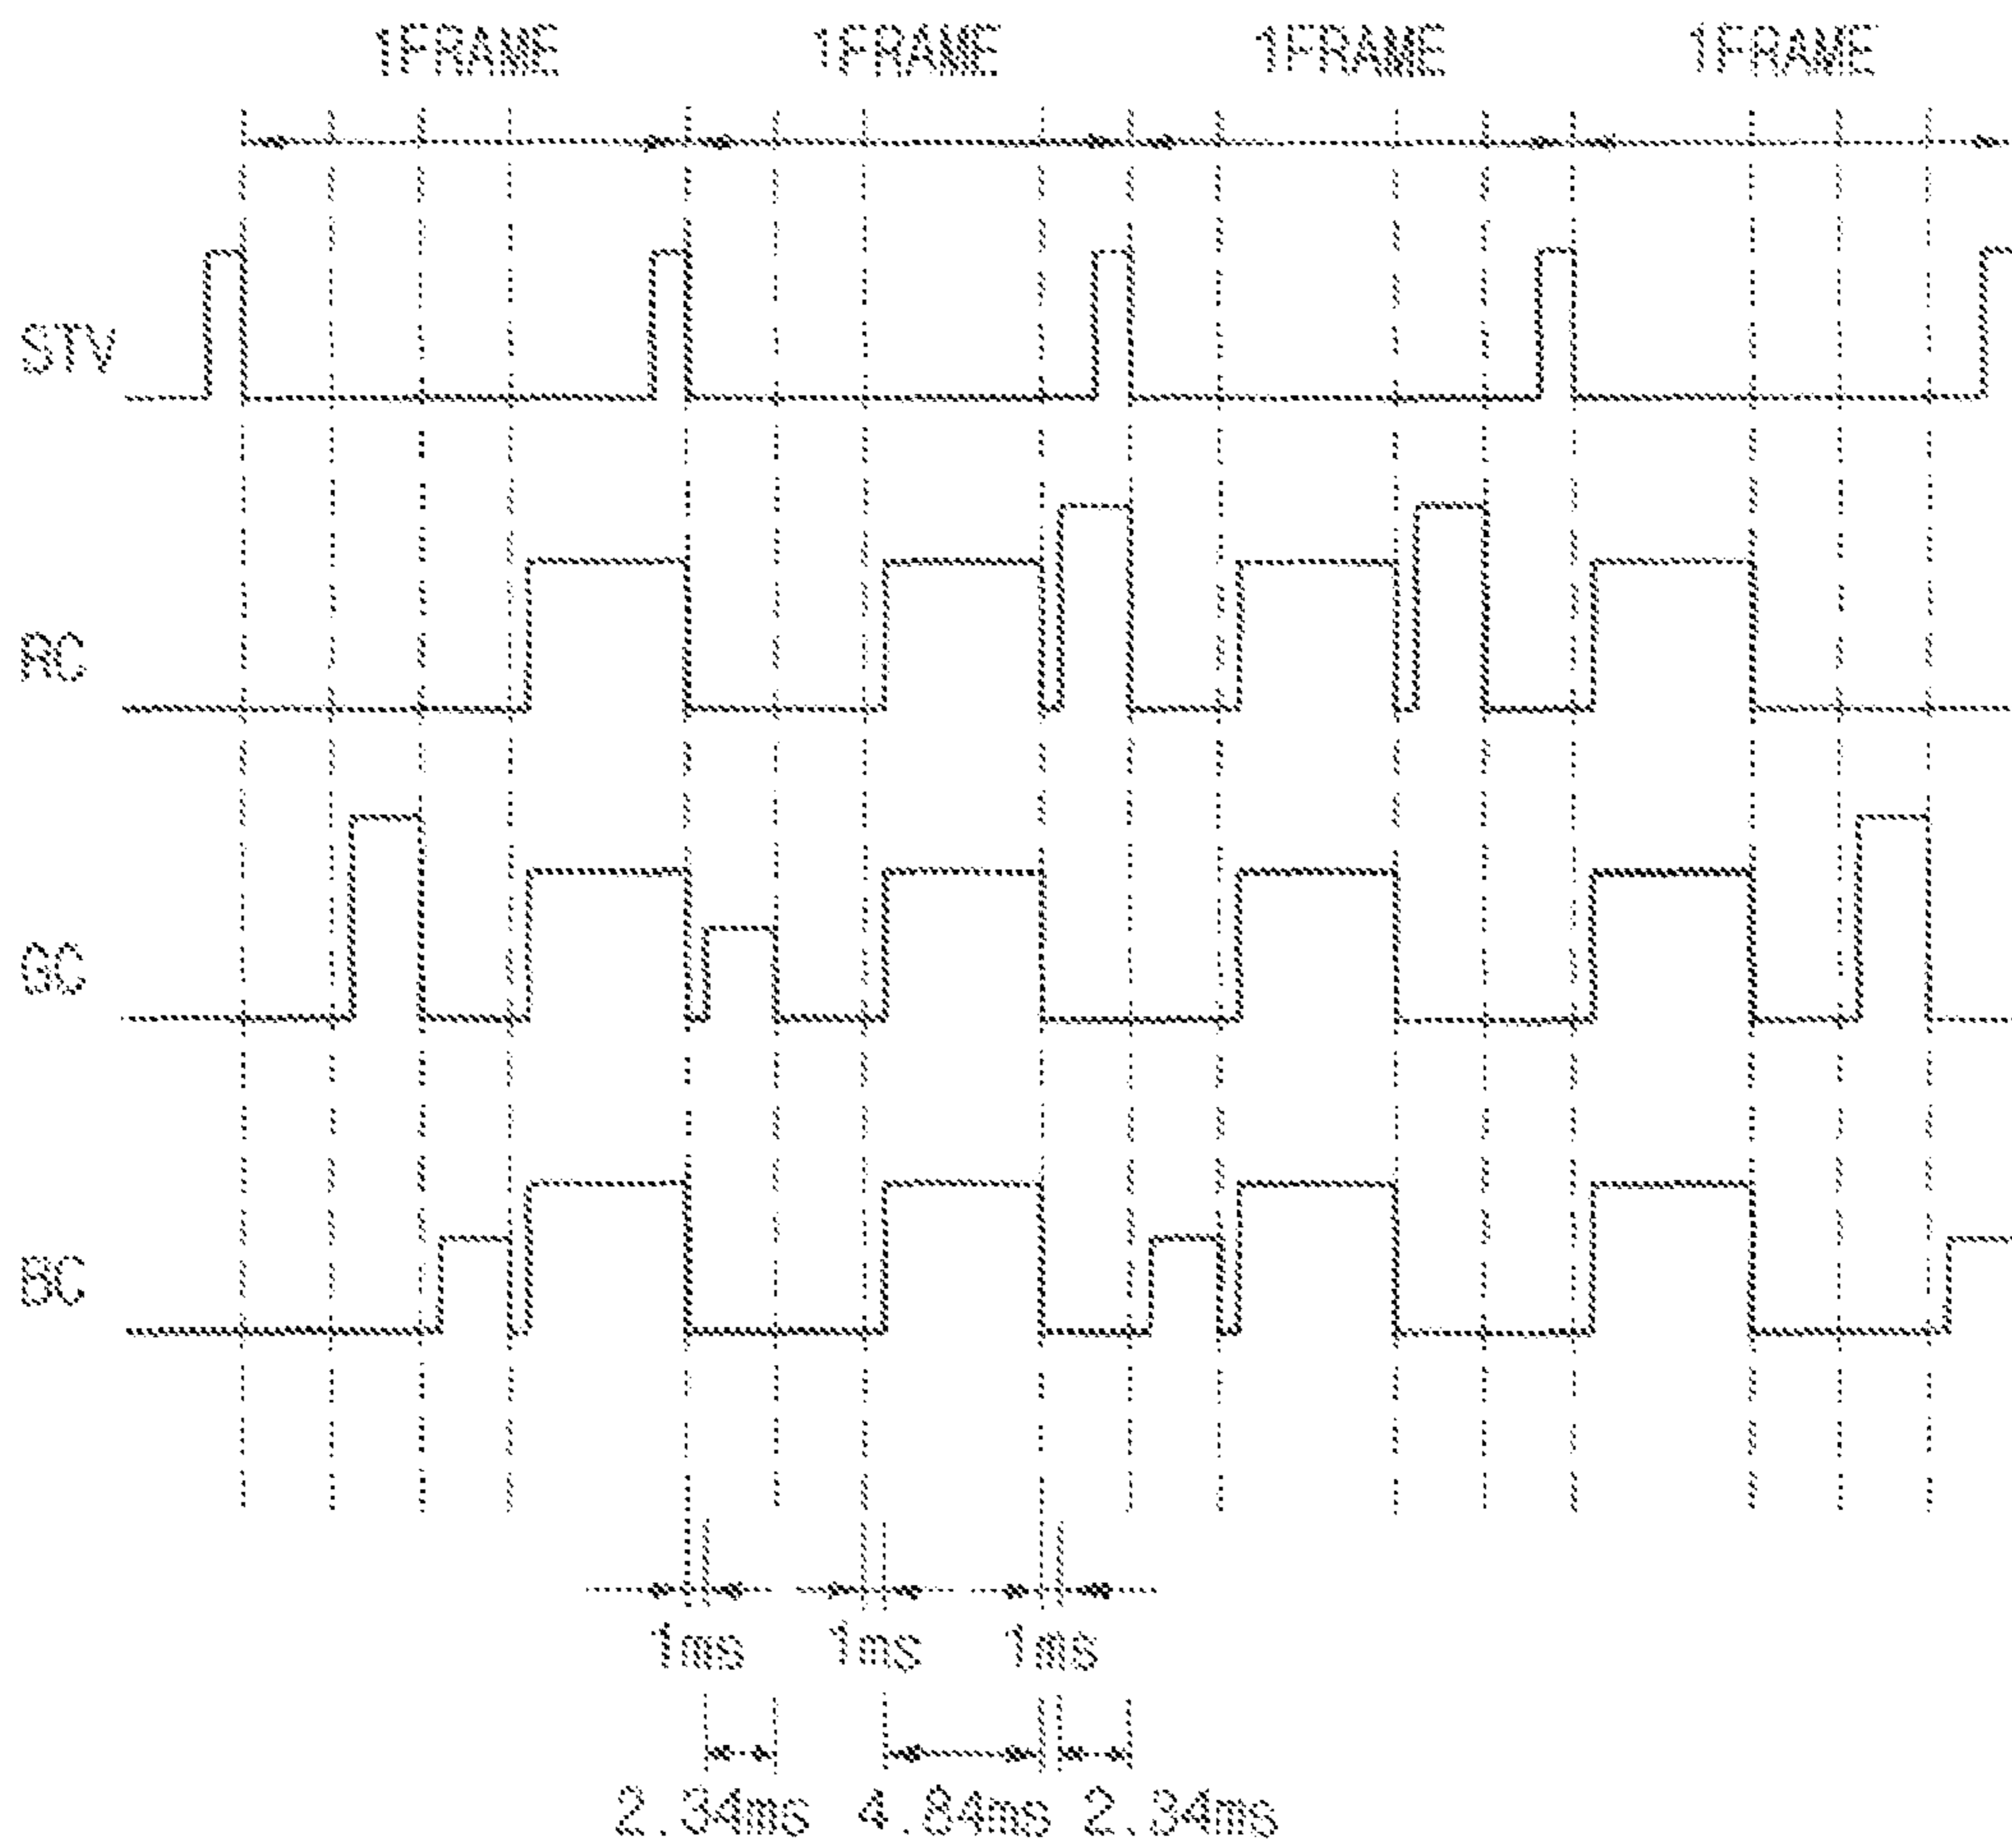 1FRAME 1FRAME 1FRAME 1FRAME
STV
RC
GC
BC
1ms 1ms 1ms
2.34ms 4.84ms 2.34ms